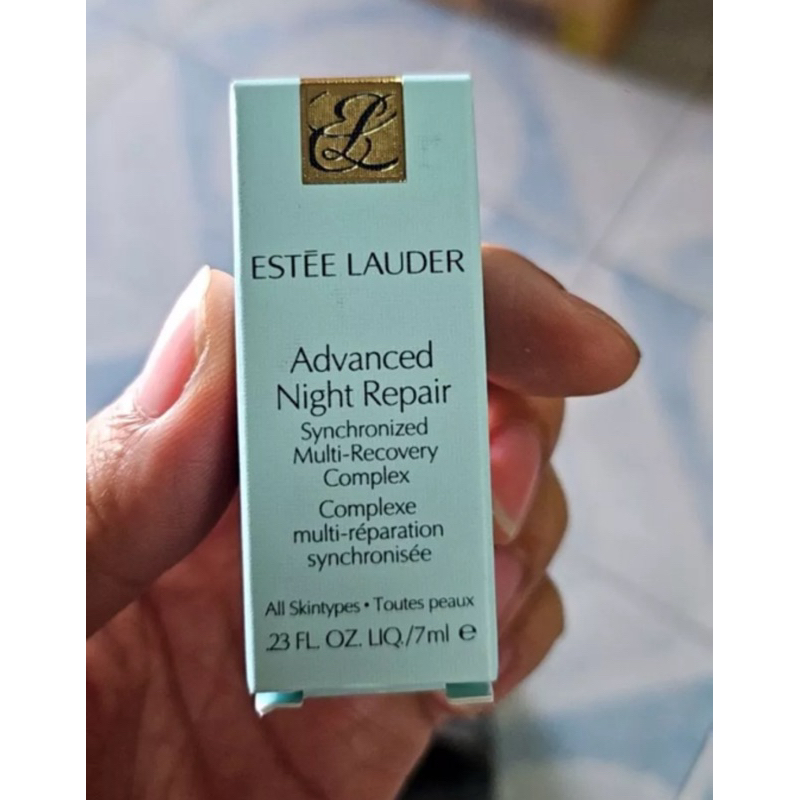 EL
ESTĒE LAUDER
Advanced
Night Repair
Synchronized
Multi-Recovery
Complex
Complexe
multi-réparation
synchronisée
All Skintypes • Toutes peaux
.23 FL. OZ. LIQ./7ml ℮